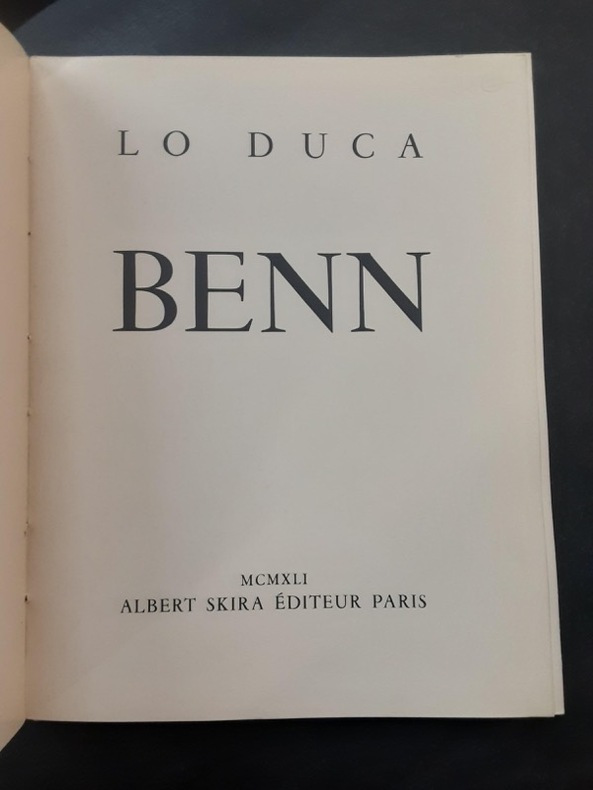 LO DUCA
BENN
MCMXLI
ALBERT SKIRA ÉDITEUR PARIS